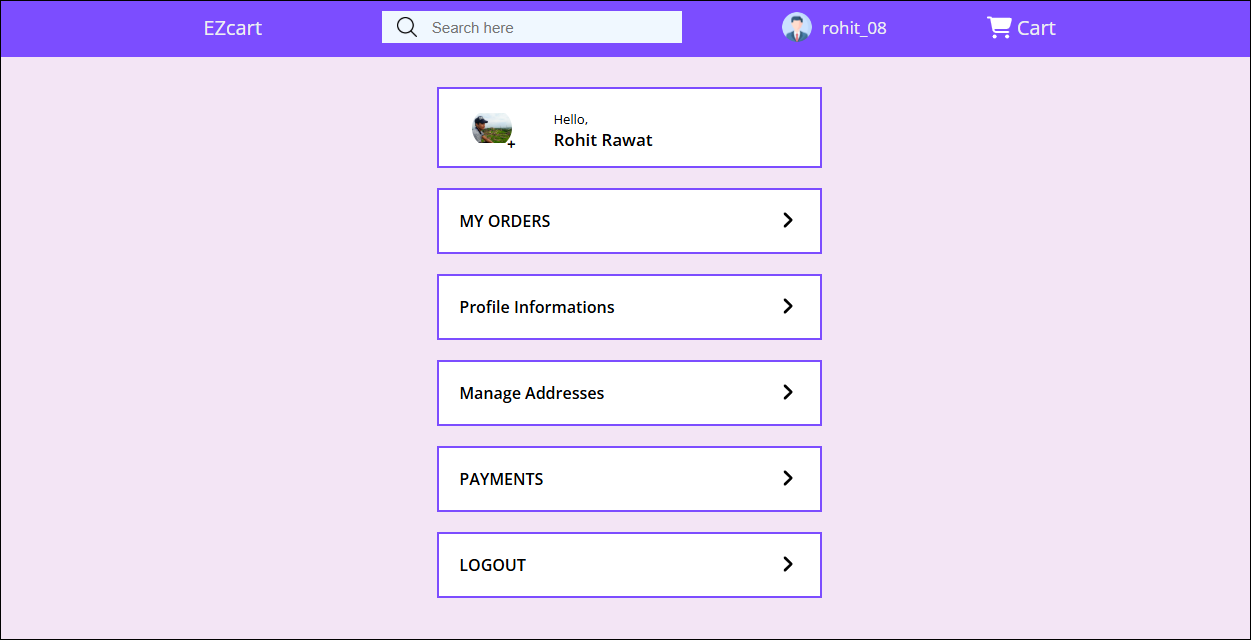 EZcart
Search here
rohit_08
Cart
Hello,
Rohit Rawat
+
MY ORDERS
Profile Informations
Manage Addresses
PAYMENTS
LOGOUT